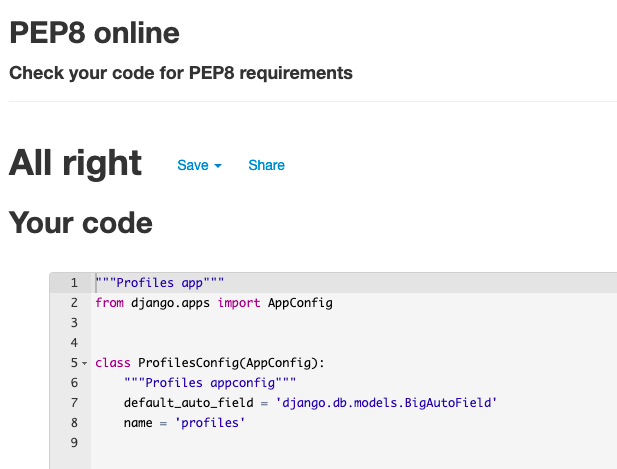 PEP8 online
Check your code for PEP8 requirements
All right Save Share
Your code
1 """Profiles app"""
2 from django.apps import AppConfig
3
4
5 class ProfilesConfig(AppConfig):
6     """Profiles appconfig"""
7     default_auto_field = 'django.db.models.BigAutoField'
8     name = 'profiles'
9